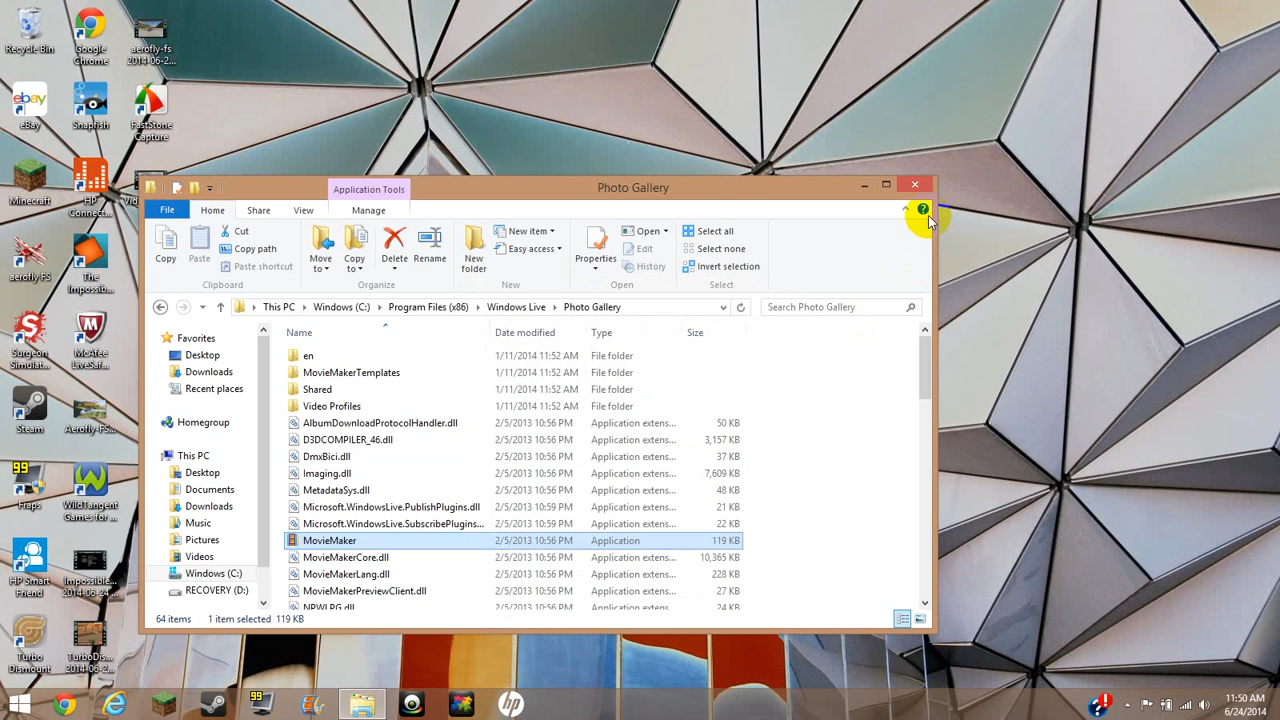 Recycle Bin
Google Chrome
aerofly-fs 2014-06-2...
eBay
Snapfish
FastStone Capture
Minecraft
HP Connect...
Vid
aerofly FS
The Impossib...
Surgeon Simulat...
McAfee LiveSaf...
Steam
Aerofly-FS...
99
Fraps
WildTangent Games for ...
HP Smart Friend
Impossible... 2014-06-24 ...
Turbo Dismount
TurboDis... 2014-06-2...
Application Tools
Photo Gallery
File Home Share View Manage
Copy
Paste
Cut
Copy path
Paste shortcut
Clipboard
Move to
Copy to
Delete
Rename
Organize
New folder
New item
Easy access
New
Properties
Open
Edit
History
Open
Select all
Select none
Invert selection
Select
This PC Windows (C:) Program Files (x86) Windows Live Photo Gallery
Search Photo Gallery
Favorites
Desktop
Downloads
Recent places
Homegroup
This PC
Desktop
Documents
Downloads
Music
Pictures
Videos
Windows (C:)
RECOVERY (D:)
Name Date modified Type Size
en 1/11/2014 11:52 AM File folder
MovieMakerTemplates 1/11/2014 11:52 AM File folder
Shared 1/11/2014 11:52 AM File folder
Video Profiles 1/11/2014 11:52 AM File folder
AlbumDownloadProtocolHandler.dll 2/5/2013 10:56 PM Application extens... 50 KB
D3DCOMPILER_46.dll 2/5/2013 10:56 PM Application extens... 3,157 KB
DmxBici.dll 2/5/2013 10:56 PM Application extens... 37 KB
Imaging.dll 2/5/2013 10:56 PM Application extens... 7,609 KB
MetadataSys.dll 2/5/2013 10:56 PM Application extens... 48 KB
Microsoft.WindowsLive.PublishPlugins.dll 2/5/2013 10:59 PM Application extens... 21 KB
Microsoft.WindowsLive.SubscribePlugins... 2/5/2013 10:59 PM Application extens... 22 KB
MovieMaker 2/5/2013 10:56 PM Application 119 KB
MovieMakerCore.dll 2/5/2013 10:56 PM Application extens... 10,365 KB
MovieMakerLang.dll 2/5/2013 10:56 PM Application extens... 228 KB
MovieMakerPreviewClient.dll 2/5/2013 10:56 PM Application extens... 27 KB
NPWLPG.dll 2/5/2013 10:56 PM Application extens... 24 KB
64 items 1 item selected 119 KB
99
hp
11:50 AM
6/24/2014